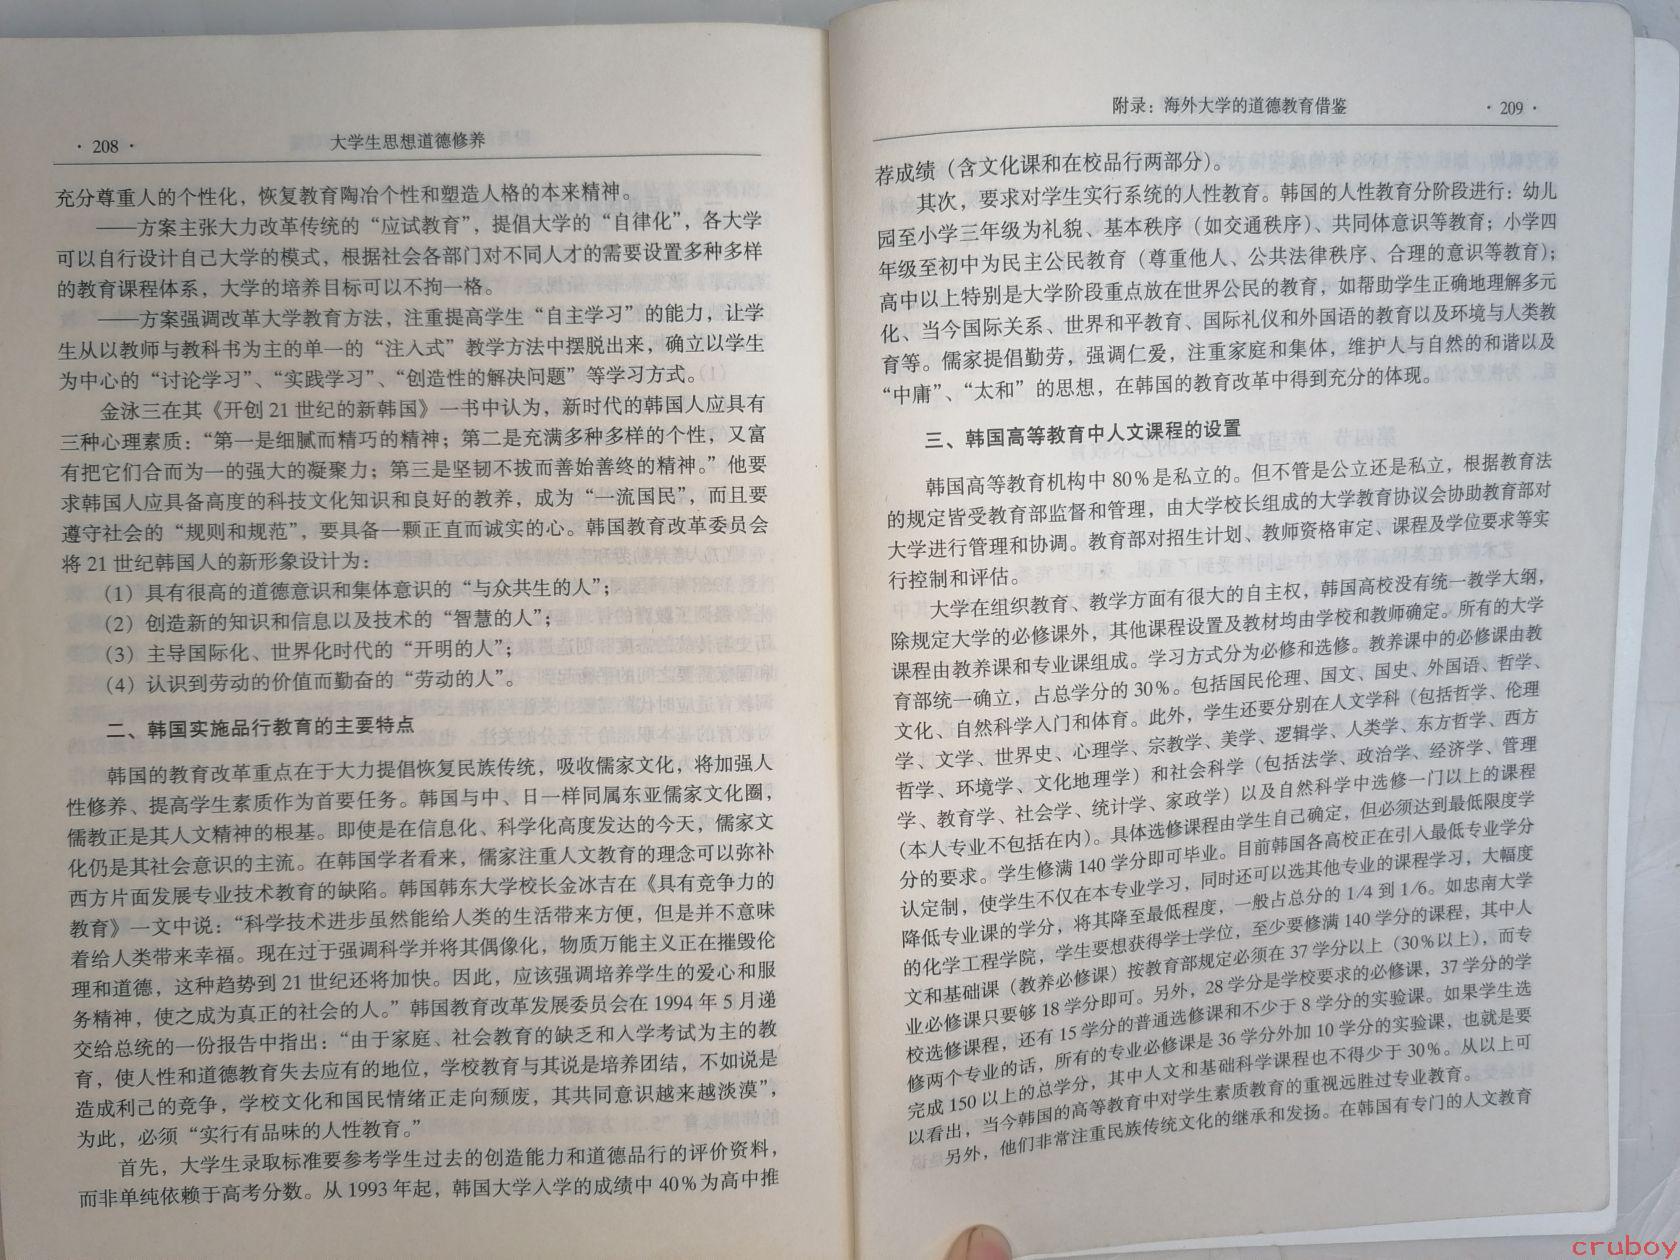 · 208 ·
大学生思想道德修养
充分尊重人的个性化，恢复教育陶冶个性和塑造人格的本来精神。
——方案主张大力改革传统的“应试教育”，提倡大学的“自律化”，各大学
可以自行设计自己大学的模式，根据社会各部门对不同人才的需要设置多种多样
的教育课程体系，大学的培养目标可以不拘一格。
——方案强调改革大学教育方法，注重提高学生“自主学习”的能力，让学
生从以教师与教科书为主的单一的“注入式”教学方法中摆脱出来，确立以学生
为中心的“讨论学习”、“实践学习”、“创造性的解决问题”等学习方式。
金泳三在其《开创 21 世纪的新韩国》一书中认为，新时代的韩国人应具有
三种心理素质：“第一是细腻而精巧的精神；第二是充满多种多样的个性，又富
有把它们合而为一的强大的凝聚力；第三是坚韧不拔而善始善终的精神。”他要
求韩国人应具备高度的科技文化知识和良好的教养，成为“一流国民”，而且要
遵守社会的“规则和规范”，要具备一颗正直而诚实的心。韩国教育改革委员会
将 21 世纪韩国人的新形象设计为：
（1）具有很高的道德意识和集体意识的“与众共生的人”；
（2）创造新的知识和信息以及技术的“智慧的人”；
（3）主导国际化、世界化时代的“开明的人”；
（4）认识到劳动的价值而勤奋的“劳动的人”。
二、韩国实施品行教育的主要特点
韩国的教育改革重点在于大力提倡恢复民族传统，吸收儒家文化，将加强人
性修养、提高学生素质作为首要任务。韩国与中、日一样同属东亚儒家文化圈，
儒教正是其人文精神的根基。即使是在信息化、科学化高度发达的今天，儒家文
化仍是其社会意识的主流。在韩国学者看来，儒家注重人文教育的理念可以弥补
西方片面发展专业技术教育的缺陷。韩国韩东大学校长金冰吉在《具有竞争力的
教育》一文中说：“科学技术进步虽然能给人类的生活带来方便，但是并不意味
着给人类带来幸福。现在过于强调科学并将其偶像化，物质万能主义正在摧毁伦
理和道德，这种趋势到 21 世纪还将加快。因此，应该强调培养学生的爱心和服
务精神，使之成为真正的社会的人。”韩国教育改革发展委员会在 1994 年 5 月递
交给总统的一份报告中指出：“由于家庭、社会教育的缺乏和入学考试为主的教
育，使人性和道德教育失去应有的地位，学校教育与其说是培养团结，不如说是
造成利己的竞争，学校文化和国民情绪正走向颓废，其共同意识越来越淡漠”，
为此，必须“实行有品味的人性教育。”
首先，大学生录取标准要参考学生过去的创造能力和道德品行的评价资料，
而非单纯依赖于高考分数。从 1993 年起，韩国大学入学的成绩中 40％为高中推
附录：海外大学的道德教育借鉴
· 209 ·
荐成绩（含文化课和在校品行两部分）。
其次，要求对学生实行系统的人性教育。韩国的人性教育分阶段进行：幼儿
园至小学三年级为礼貌、基本秩序（如交通秩序）、共同体意识等教育；小学四
年级至初中为民主公民教育（尊重他人、公共法律秩序、合理的意识等教育）；
高中以上特别是大学阶段重点放在世界公民的教育，如帮助学生正确地理解多元
化、当今国际关系、世界和平教育、国际礼仪和外国语的教育以及环境与人类教
育等。儒家提倡勤劳，强调仁爱，注重家庭和集体，维护人与自然的和谐以及
“中庸”、“太和”的思想，在韩国的教育改革中得到充分的体现。
三、韩国高等教育中人文课程的设置
韩国高等教育机构中 80％是私立的。但不管是公立还是私立，根据教育法
的规定皆受教育部监督和管理，由大学校长组成的大学教育协议会协助教育部对
大学进行管理和协调。教育部对招生计划、教师资格审定、课程及学位要求等实
行控制和评估。
大学在组织教育、教学方面有很大的自主权，韩国高校没有统一教学大纲，
除规定大学的必修课外，其他课程设置及教材均由学校和教师确定。所有的大学
课程由教养课和专业课组成。学习方式分为必修和选修。教养课中的必修课由教
育部统一确立，占总学分的 30％。包括国民伦理、国文、国史、外国语、哲学、
文化、自然科学入门和体育。此外，学生还要分别在人文学科（包括哲学、伦理
学、文学、世界史、心理学、宗教学、美学、逻辑学、人类学、东方哲学、西方
哲学、环境学、文化地理学）和社会科学（包括法学、政治学、经济学、管理
学、教育学、社会学、统计学、家政学）以及自然科学中选修一门以上的课程
（本人专业不包括在内）。具体选修课程由学生自己确定，但必须达到最低限度学
分的要求。学生修满 140 学分即可毕业。目前韩国各高校正在引入最低专业学分
认定制，使学生不仅在本专业学习，同时还可以选其他专业的课程学习，大幅度
降低专业课的学分，将其降至最低程度，一般占总分的 1/4 到 1/6。如忠南大学
的化学工程学院，学生要想获得学士学位，至少要修满 140 学分的课程，其中人
文和基础课（教养必修课）按教育部规定必须在 37 学分以上（30％以上），而专
业必修课只要够 18 学分即可。另外，28 学分是学校要求的必修课，37 学分的学
校选修课程，还有 15 学分的普通选修课和不少于 8 学分的实验课。如果学生选
修两个专业的话，所有的专业必修课是 36 学分外加 10 学分的实验课，也就是要
完成 150 以上的总学分，其中人文和基础科学课程也不得少于 30％。从以上可
以看出，当今韩国的高等教育中对学生素质教育的重视远胜过专业教育。
另外，他们非常注重民族传统文化的继承和发扬。在韩国有专门的人文教育
cruboy